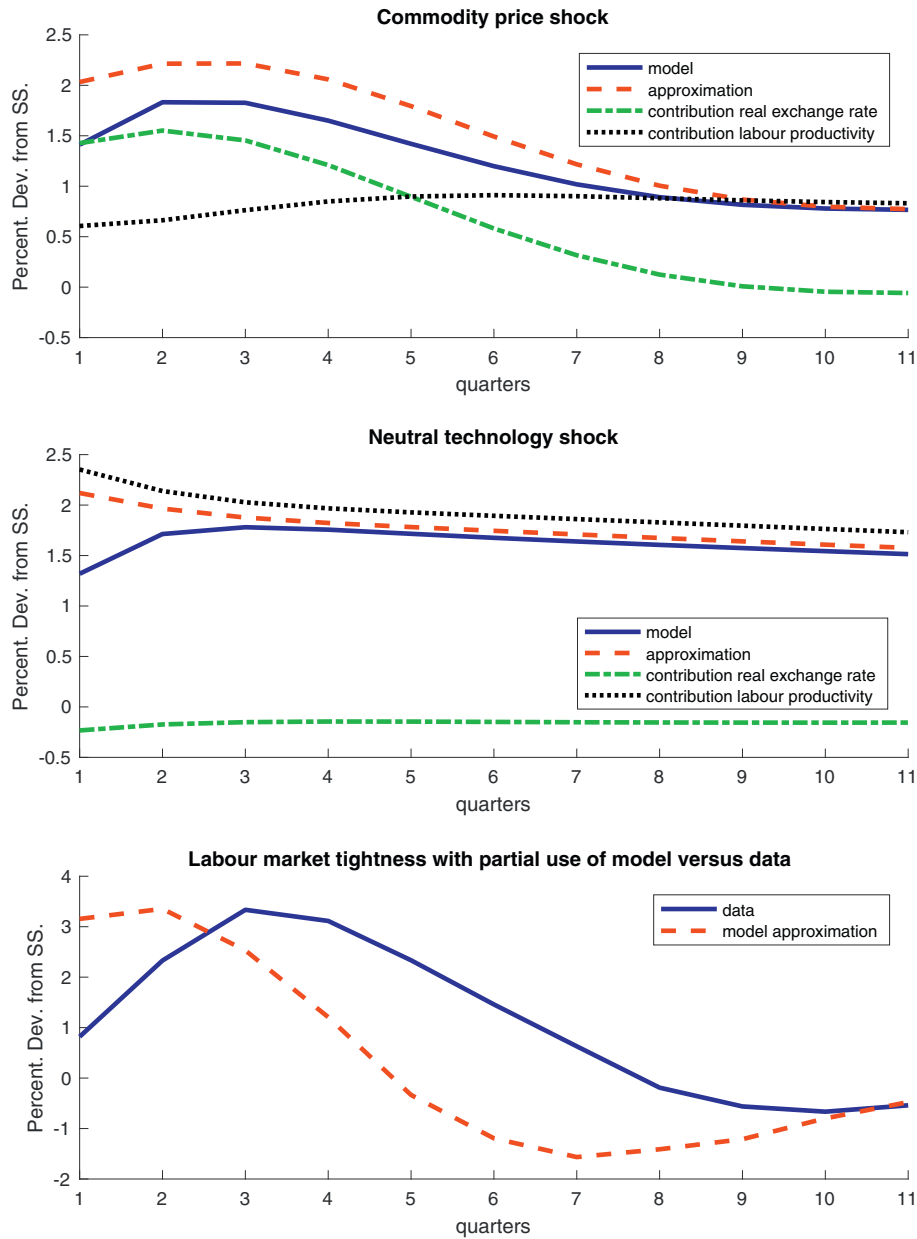 Commodity price shock
2.5
2
1.5
1
0.5
0
-0.5
Percent. Dev. from SS.
model
approximation
contribution real exchange rate
contribution labour productivity
1 2 3 4 5 6 7 8 9 10 11
quarters
Neutral technology shock
2.5
2
1.5
1
0.5
0
-0.5
Percent. Dev. from SS.
model
approximation
contribution real exchange rate
contribution labour productivity
1 2 3 4 5 6 7 8 9 10 11
quarters
Labour market tightness with partial use of model versus data
4
3
2
1
0
-1
-2
Percent. Dev. from SS.
data
model approximation
1 2 3 4 5 6 7 8 9 10 11
quarters